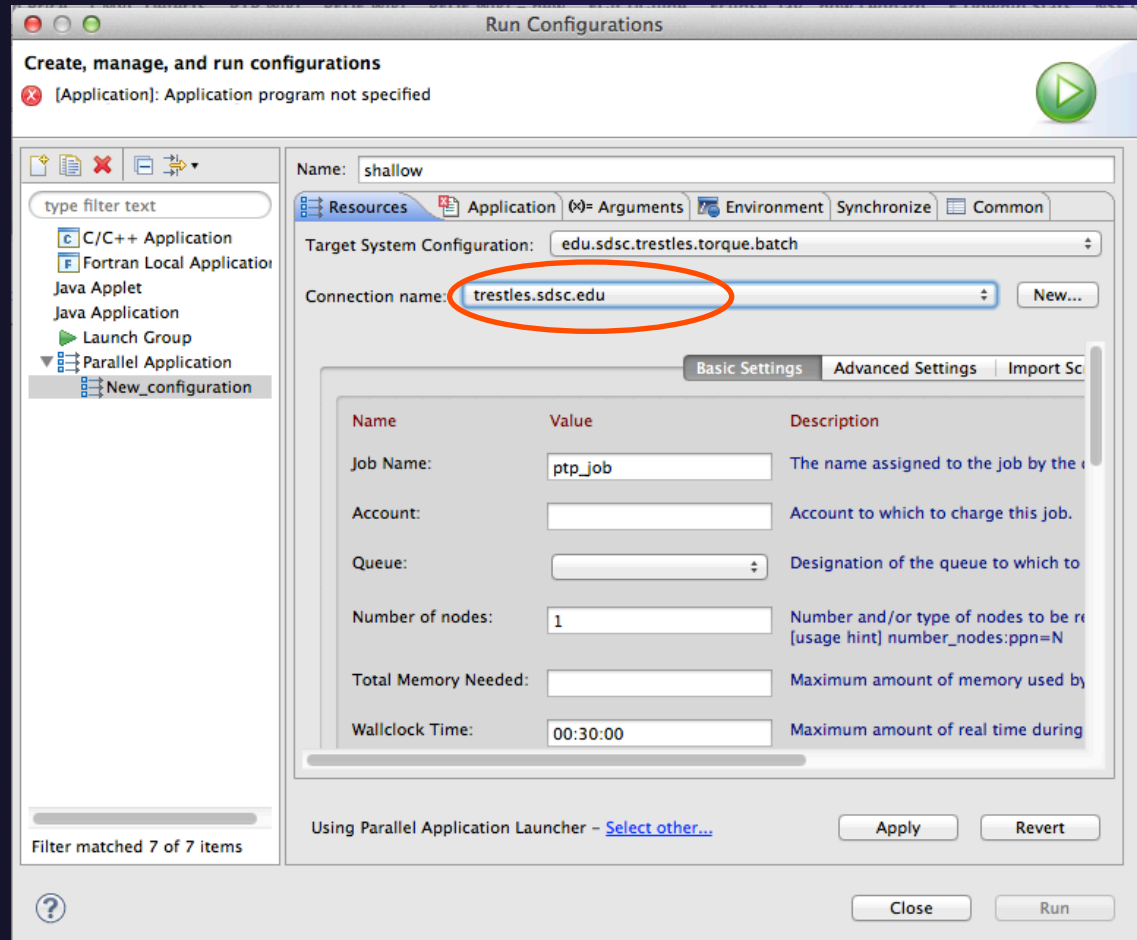 Run Configurations
Create, manage, and run configurations
[Application]: Application program not specified
type filter text
C C/C++ Application
F Fortran Local Application
Java Applet
Java Application
Launch Group
Parallel Application
New_configuration
Filter matched 7 of 7 items
Name: shallow
Resources Application (x)= Arguments Environment Synchronize Common
Target System Configuration: edu.sdsc.trestles.torque.batch
Connection name: trestles.sdsc.edu New...
Basic Settings Advanced Settings Import
Name Value Description
Job Name: ptp_job The name assigned to the job by the
Account: Account to which to charge this job.
Queue: Designation of the queue to which to
Number of nodes: 1 Number and/or type of nodes to be
[usage hint] number_nodes:ppn=N
Total Memory Needed: Maximum amount of memory used by
Wallclock Time: 00:30:00 Maximum amount of real time during
Using Parallel Application Launcher - Select other... Apply Revert
? Close Run